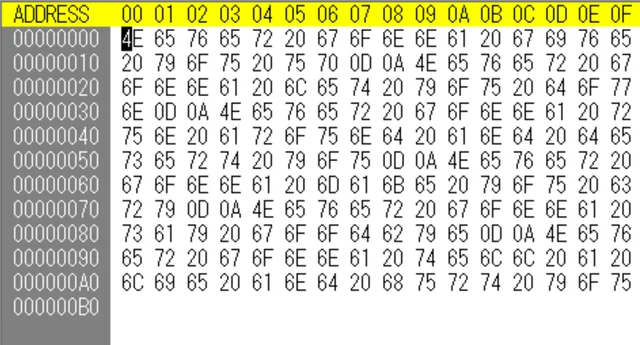 ADDRESS 00 01 02 03 04 05 06 07 08 09 0A 0B 0C 0D 0E 0F
00000000 4E 65 76 65 72 20 67 6F 6E 6E 61 20 67 69 76 65
00000010 20 79 6F 75 20 75 70 0D 0A 4E 65 76 65 72 20 67
00000020 6F 6E 6E 61 20 6C 65 74 20 79 6F 75 20 64 6F 77
00000030 6E 0D 0A 4E 65 76 65 72 20 67 6F 6E 6E 61 20 72
00000040 75 6E 20 61 72 6F 75 6E 64 20 61 6E 64 20 64 65
00000050 73 65 72 74 20 79 6F 75 0D 0A 4E 65 76 65 72 20
00000060 67 6F 6E 6E 61 20 6D 61 6B 65 20 79 6F 75 20 63
00000070 72 79 0D 0A 4E 65 76 65 72 20 67 6F 6E 6E 61 20
00000080 73 61 79 20 67 6F 6F 64 62 79 65 0D 0A 4E 65 76
00000090 65 72 20 67 6F 6E 6E 61 20 74 65 6C 6C 20 61 20
000000A0 6C 69 65 20 61 6E 64 20 68 75 72 74 20 79 6F 75
000000B0